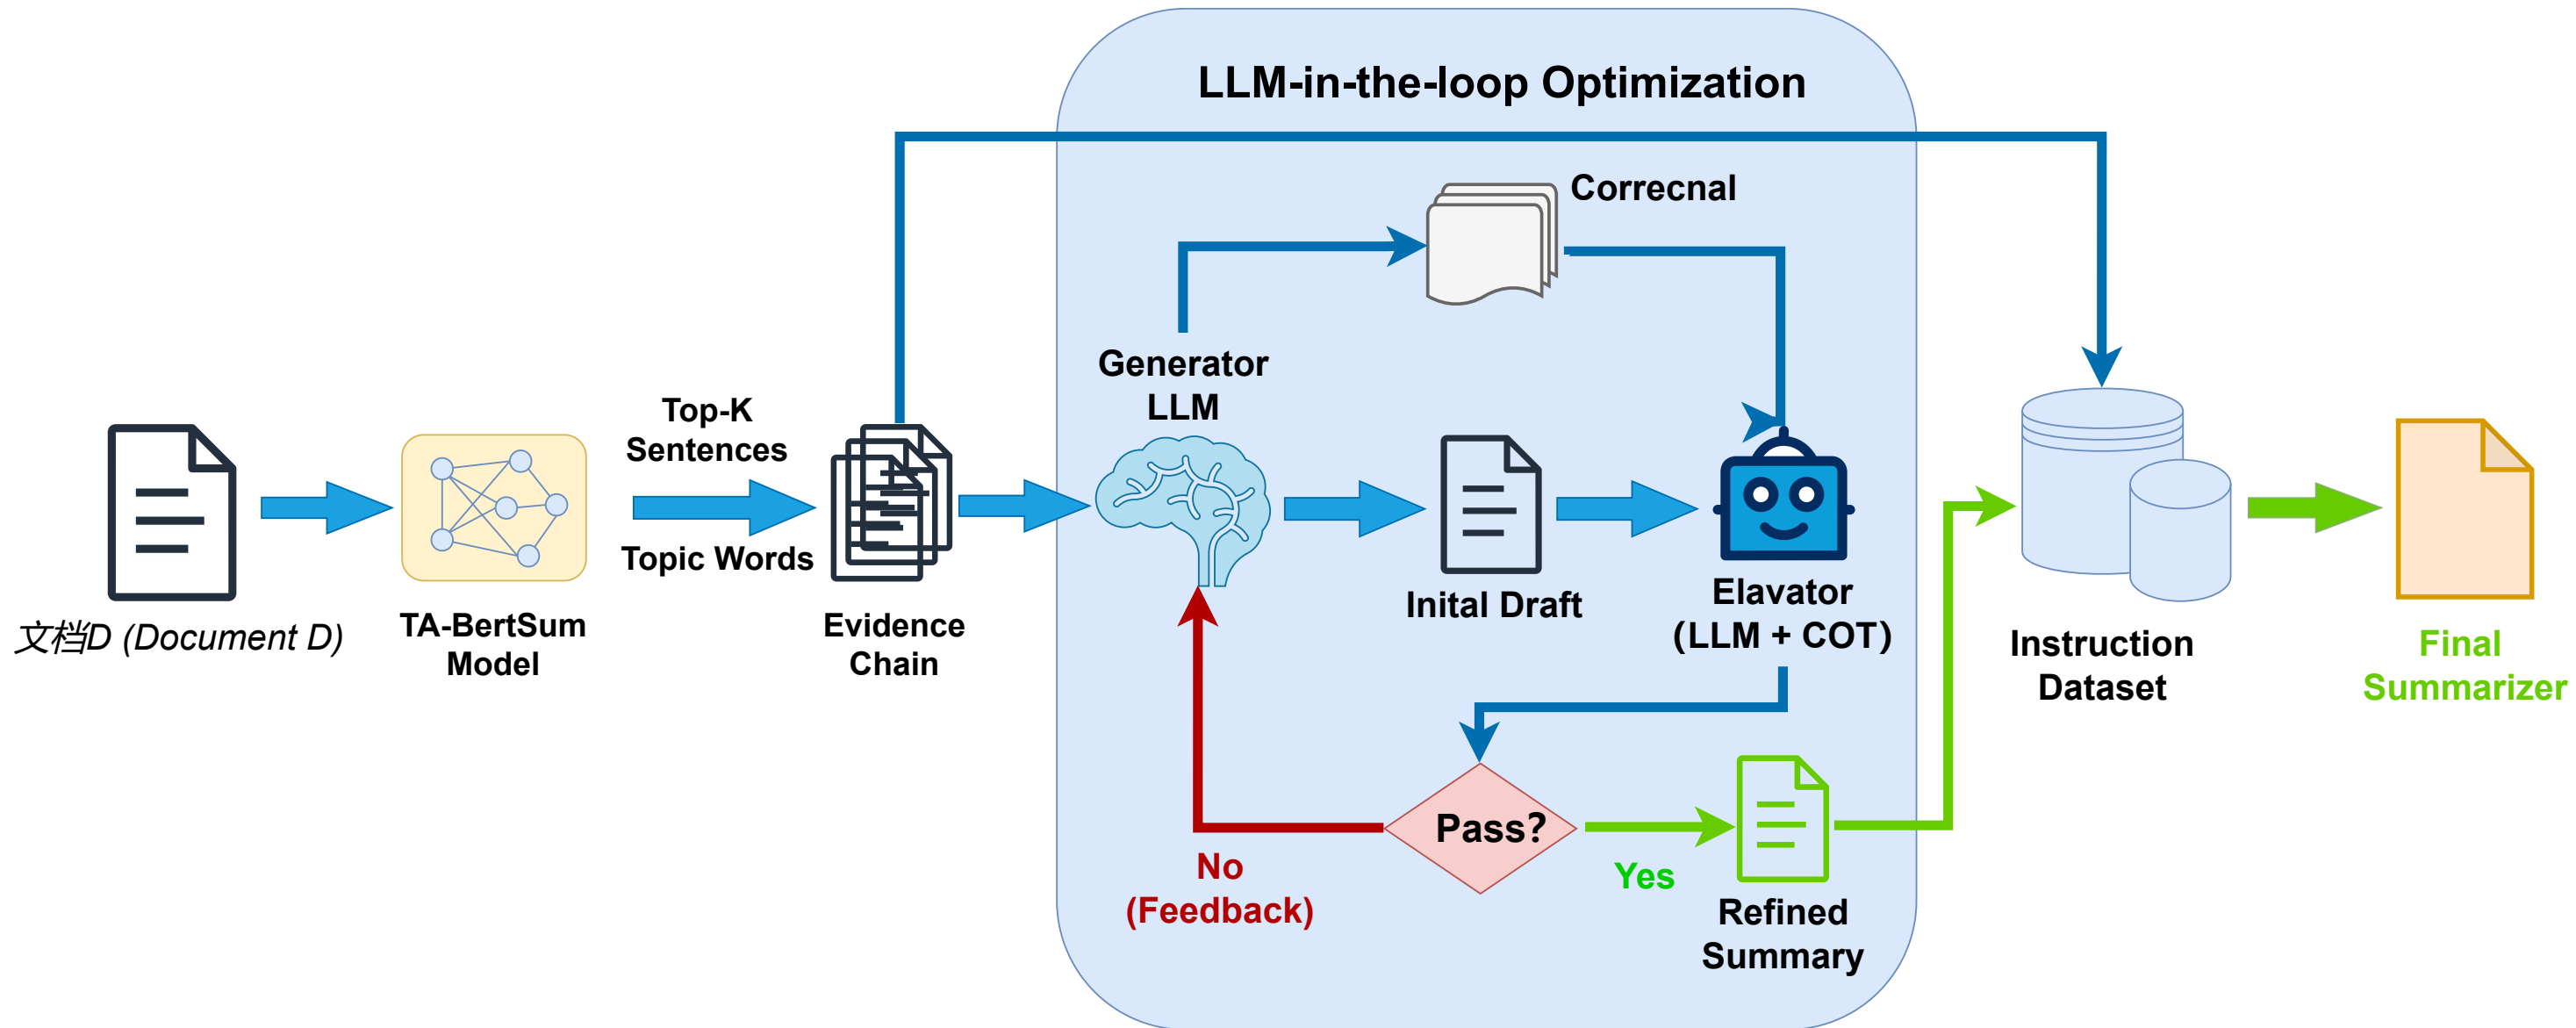 LLM-in-the-loop Optimization
Correcnal
Generator
LLM
Top-K
Sentences
Topic Words
文档D (Document D)
TA-BertSum
Model
Evidence
Chain
Inital Draft
Elavator
(LLM + COT)
Instruction
Dataset
Final
Summarizer
Pass?
No
(Feedback)
Yes
Refined
Summary